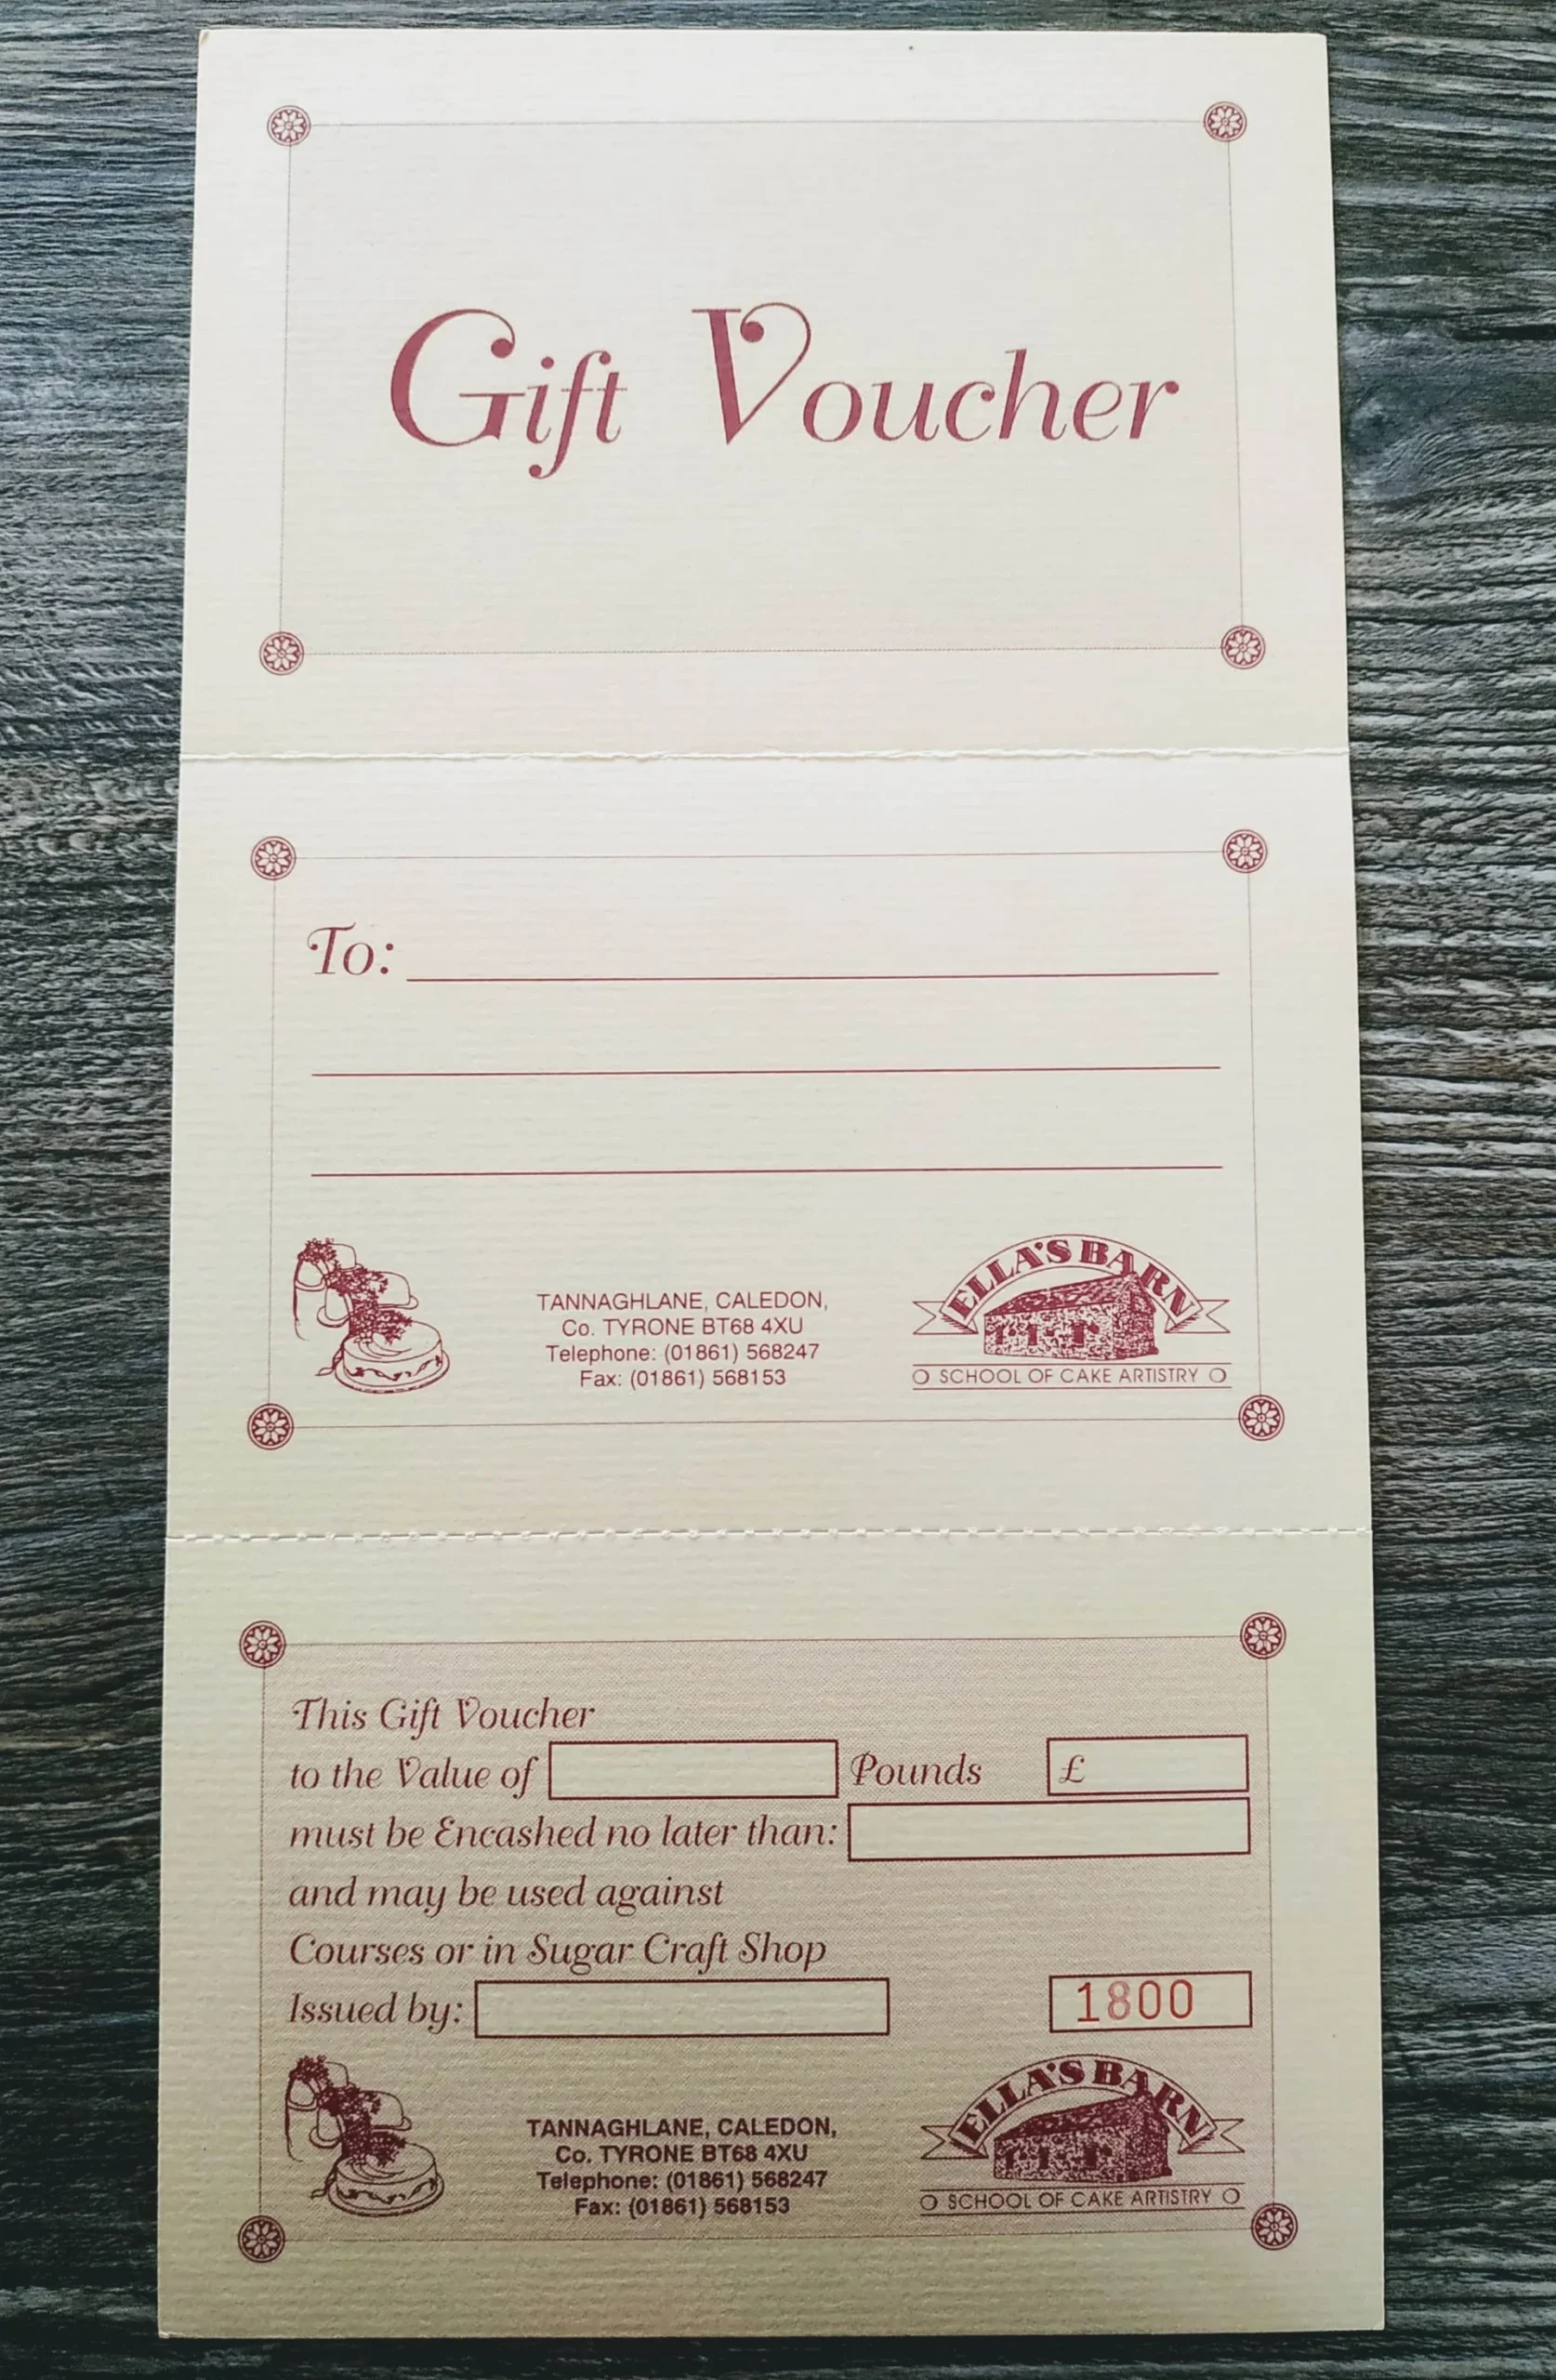 Gift Voucher
To:
TANNAGHLANE, CALEDON,
Co. TYRONE BT68 4XU
Telephone: (01861) 568247
Fax: (01861) 568153
ELLA'S BARN
SCHOOL OF CAKE ARTISTRY
This Gift Voucher
to the Value of Pounds £
must be Encashed no later than:
and may be used against
Courses or in Sugar Craft Shop
Issued by: 1800
TANNAGHLANE, CALEDON,
Co. TYRONE BT68 4XU
Telephone: (01861) 568247
Fax: (01861) 568153
ELLA'S BARN
SCHOOL OF CAKE ARTISTRY